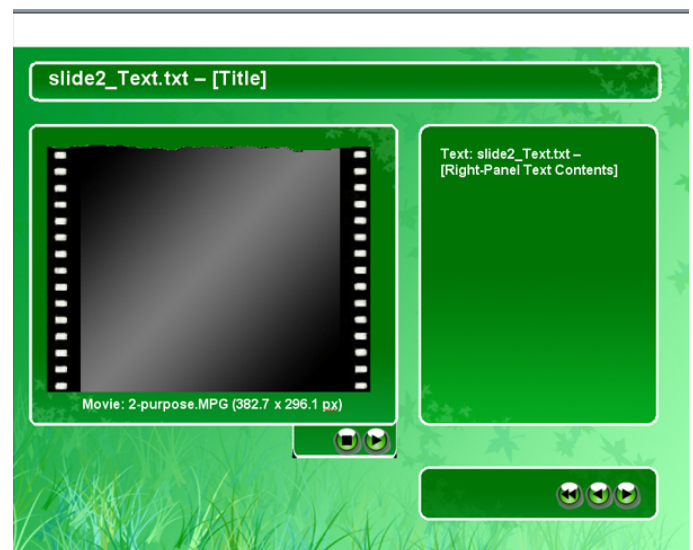 slide2_Text.txt – [Title]
Text: slide2_Text.txt –
[Right-Panel Text Contents]
Movie: 2-purpose.MPG (382.7 x 296.1 px)